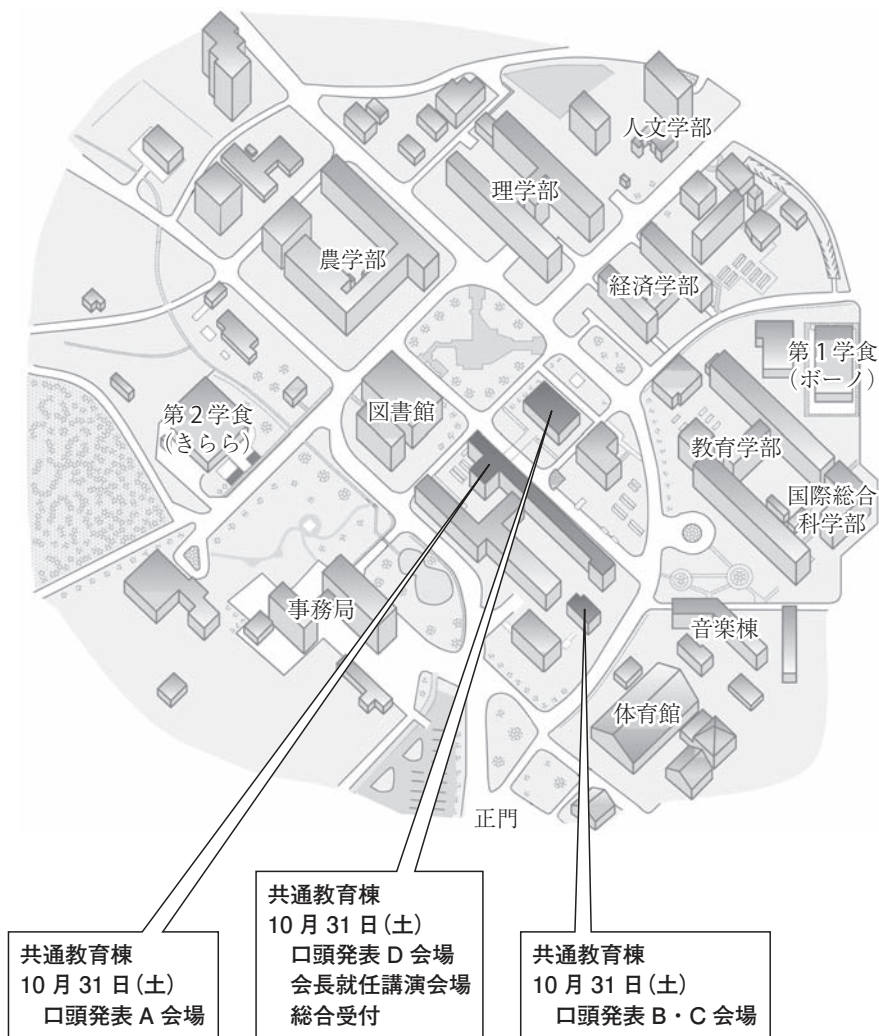 人文学部
理学部
農学部
経済学部
第1学食
(ボーノ)
第2学食
(きらら)
図書館
教育学部
国際総合
科学部
事務局
音楽棟
体育館
正門
共通教育棟
10月31日(土)
口頭発表 A 会場
共通教育棟
10月31日(土)
口頭発表 D 会場
会長就任講演会場
総合受付
共通教育棟
10月31日(土)
口頭発表 B・C 会場